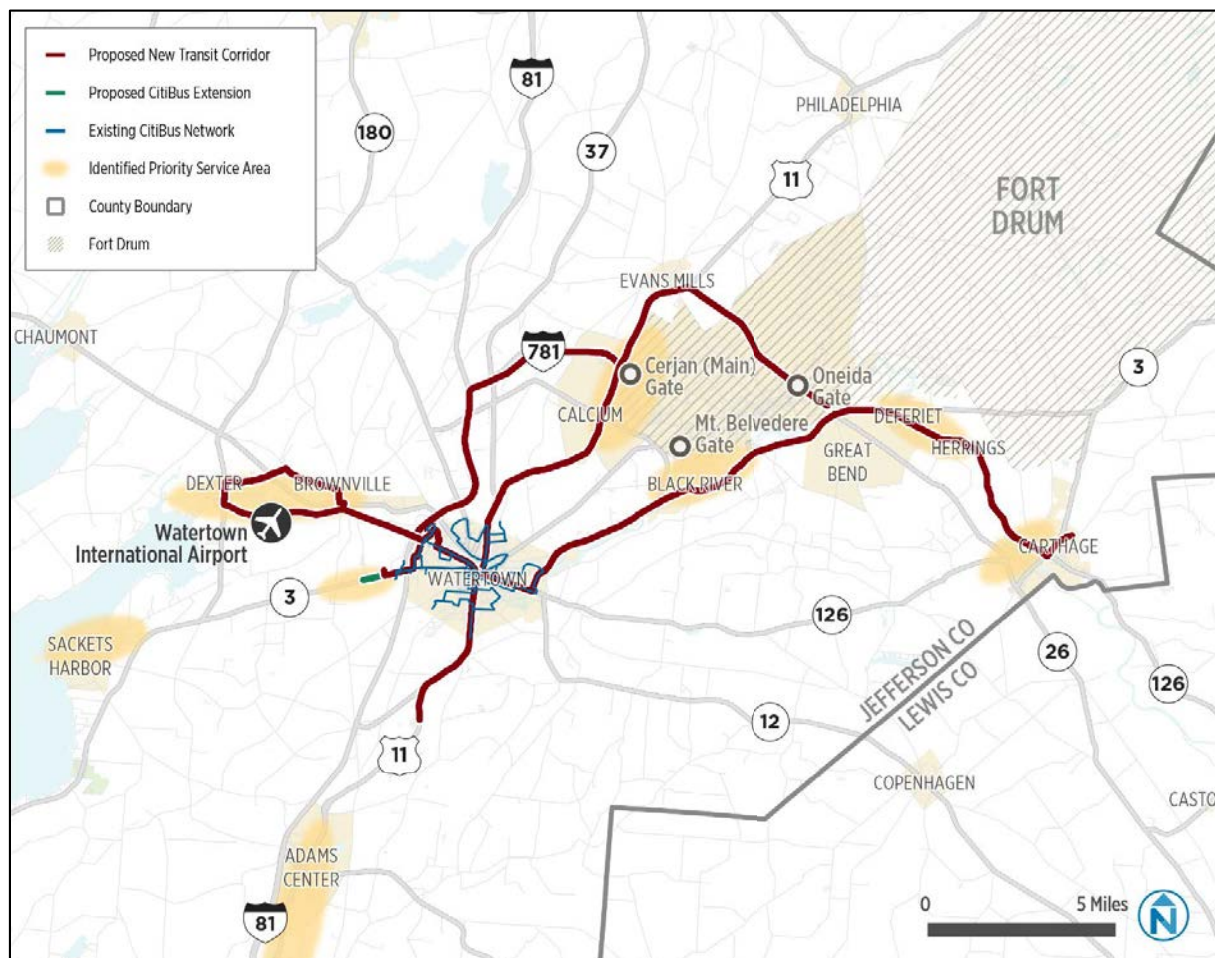 Proposed New Transit Corridor
Proposed CitiBus Extension
Existing CitiBus Network
Identified Priority Service Area
County Boundary
Fort Drum
81
180
37
PHILADELPHIA
11
FORT
DRUM
EVANS MILLS
CHAUMONT
781
Cerjan (Main)
Gate
Oneida
Gate
3
CALCIUM
Mt. Belvedere
Gate
DEFERIET
HERRINGS
GREAT
BEND
BLACK RIVER
DEXTER
BROWNVILLE
Watertown
International Airport
CARTHAGE
WATERTOWN
3
126
SACKETS
HARBOR
26
JEFFERSON CO
LEWIS CO
126
12
11
COPENHAGEN
CASTO
ADAMS
CENTER
81
0
5 Miles
N